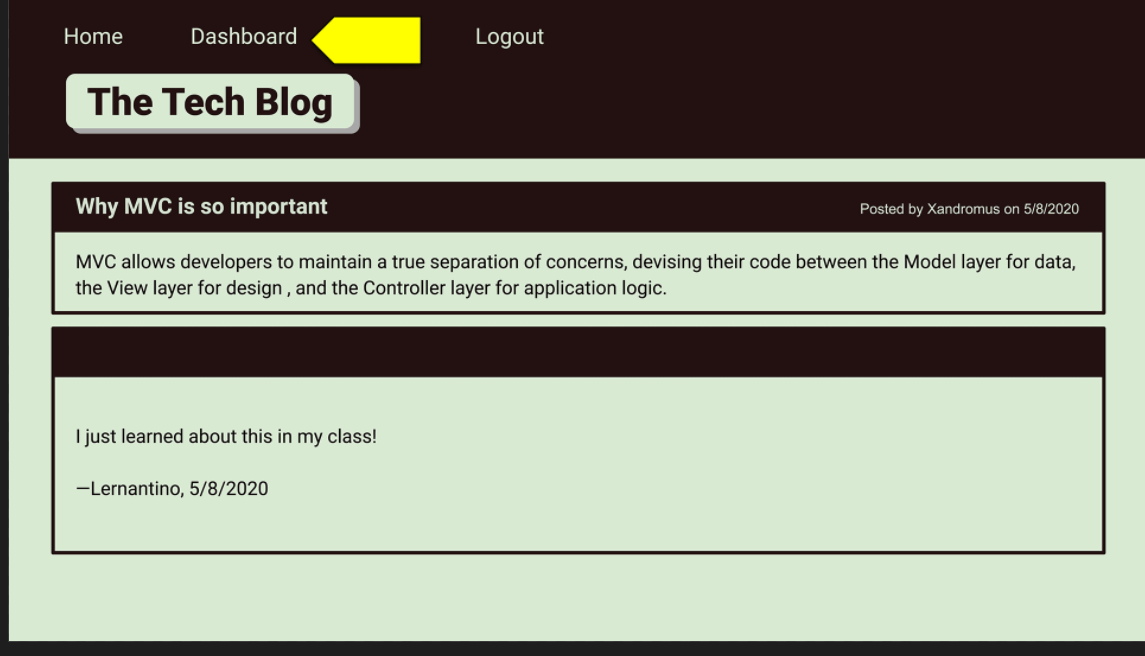 Home Dashboard Logout
The Tech Blog
Why MVC is so important
Posted by Xandromus on 5/8/2020
MVC allows developers to maintain a true separation of concerns, devising their code between the Model layer for data,
the View layer for design , and the Controller layer for application logic.
I just learned about this in my class!
—Lernantino, 5/8/2020